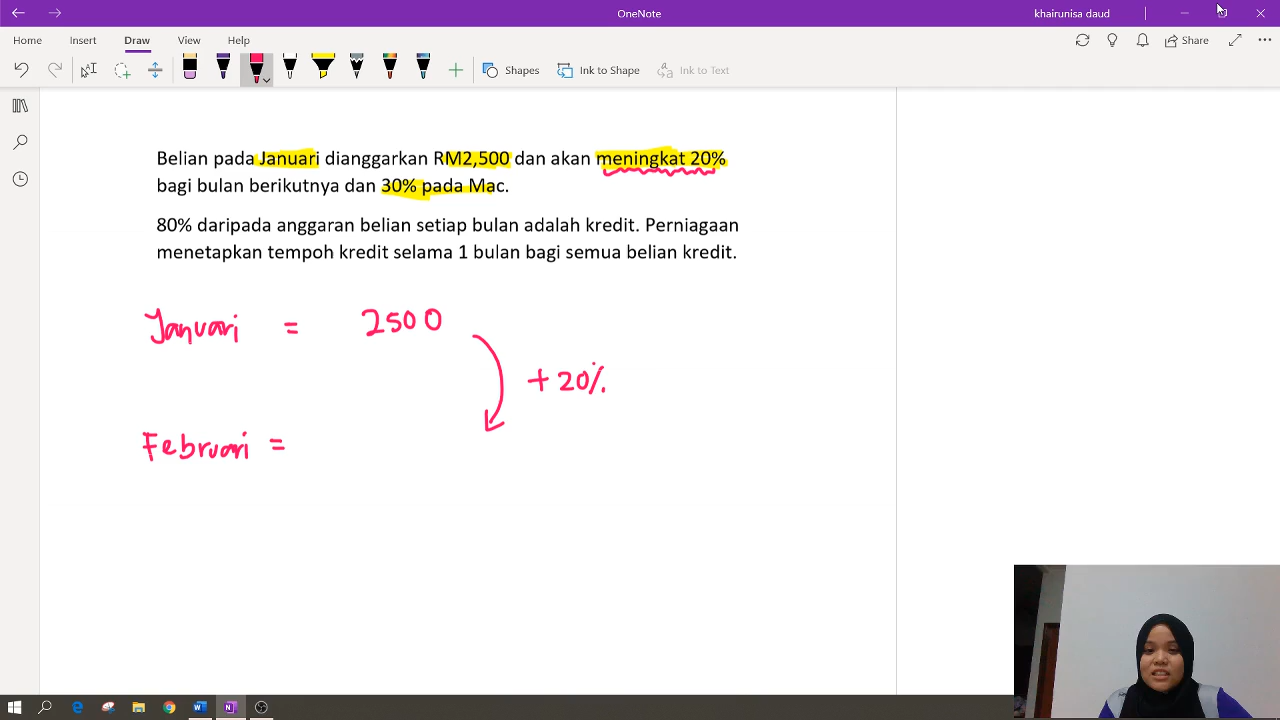 OneNote
khairunisa daud
Home Insert Draw View Help
Share
Shapes Ink to Shape Ink to Text
Belian pada Januari dianggarkan RM2,500 dan akan meningkat 20%
bagi bulan berikutnya dan 30% pada Mac.
80% daripada anggaran belian setiap bulan adalah kredit. Perniagaan
menetapkan tempoh kredit selama 1 bulan bagi semua belian kredit.
Januari = 2500
+ 20%
Februari =